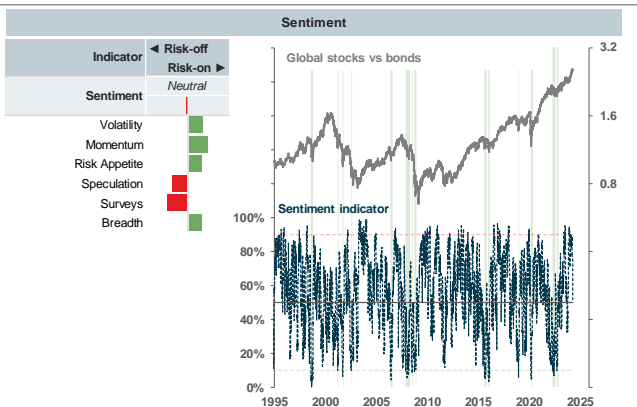 Sentiment
Indicator
◄ Risk-off
Risk-on ►
Sentiment
Neutral
Volatility
Momentum
Risk Appetite
Speculation
Surveys
Breadth
Global stocks vs bonds
3.2
1.6
0.8
Sentiment indicator
100%
80%
60%
40%
20%
0%
1995 2000 2005 2010 2015 2020 2025